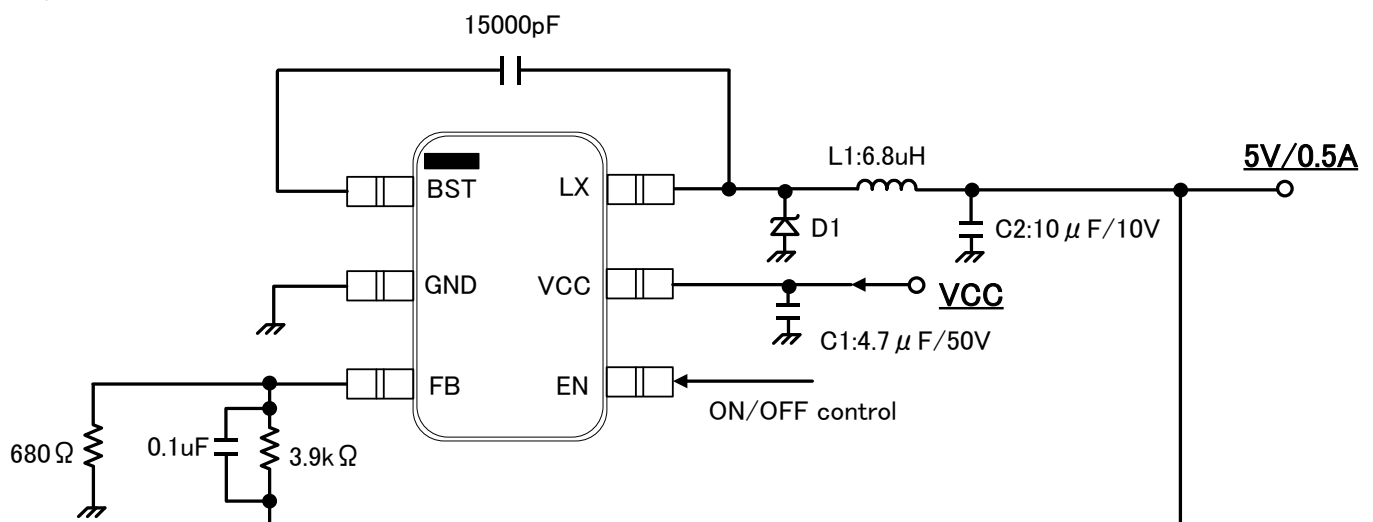 15000pF
L1:6.8uH
5V/0.5A
BST
LX
D1
C2:10μF/10V
GND
VCC
VCC
C1:4.7μF/50V
FB
EN
ON/OFF control
680Ω
0.1uF
3.9kΩ